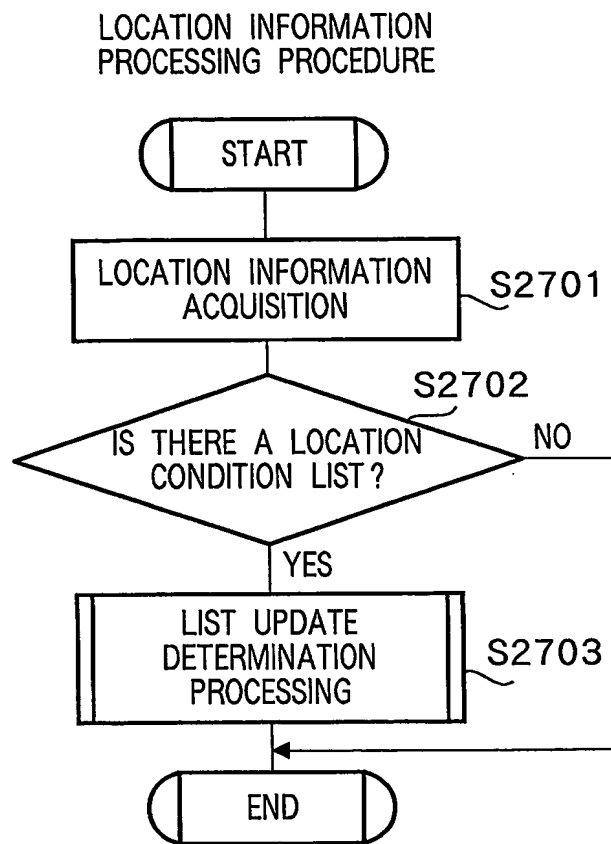 LOCATION INFORMATION
PROCESSING PROCEDURE
START
LOCATION INFORMATION
ACQUISITION
S2701
S2702
IS THERE A LOCATION
CONDITION LIST?
NO
YES
LIST UPDATE
DETERMINATION
PROCESSING
S2703
END